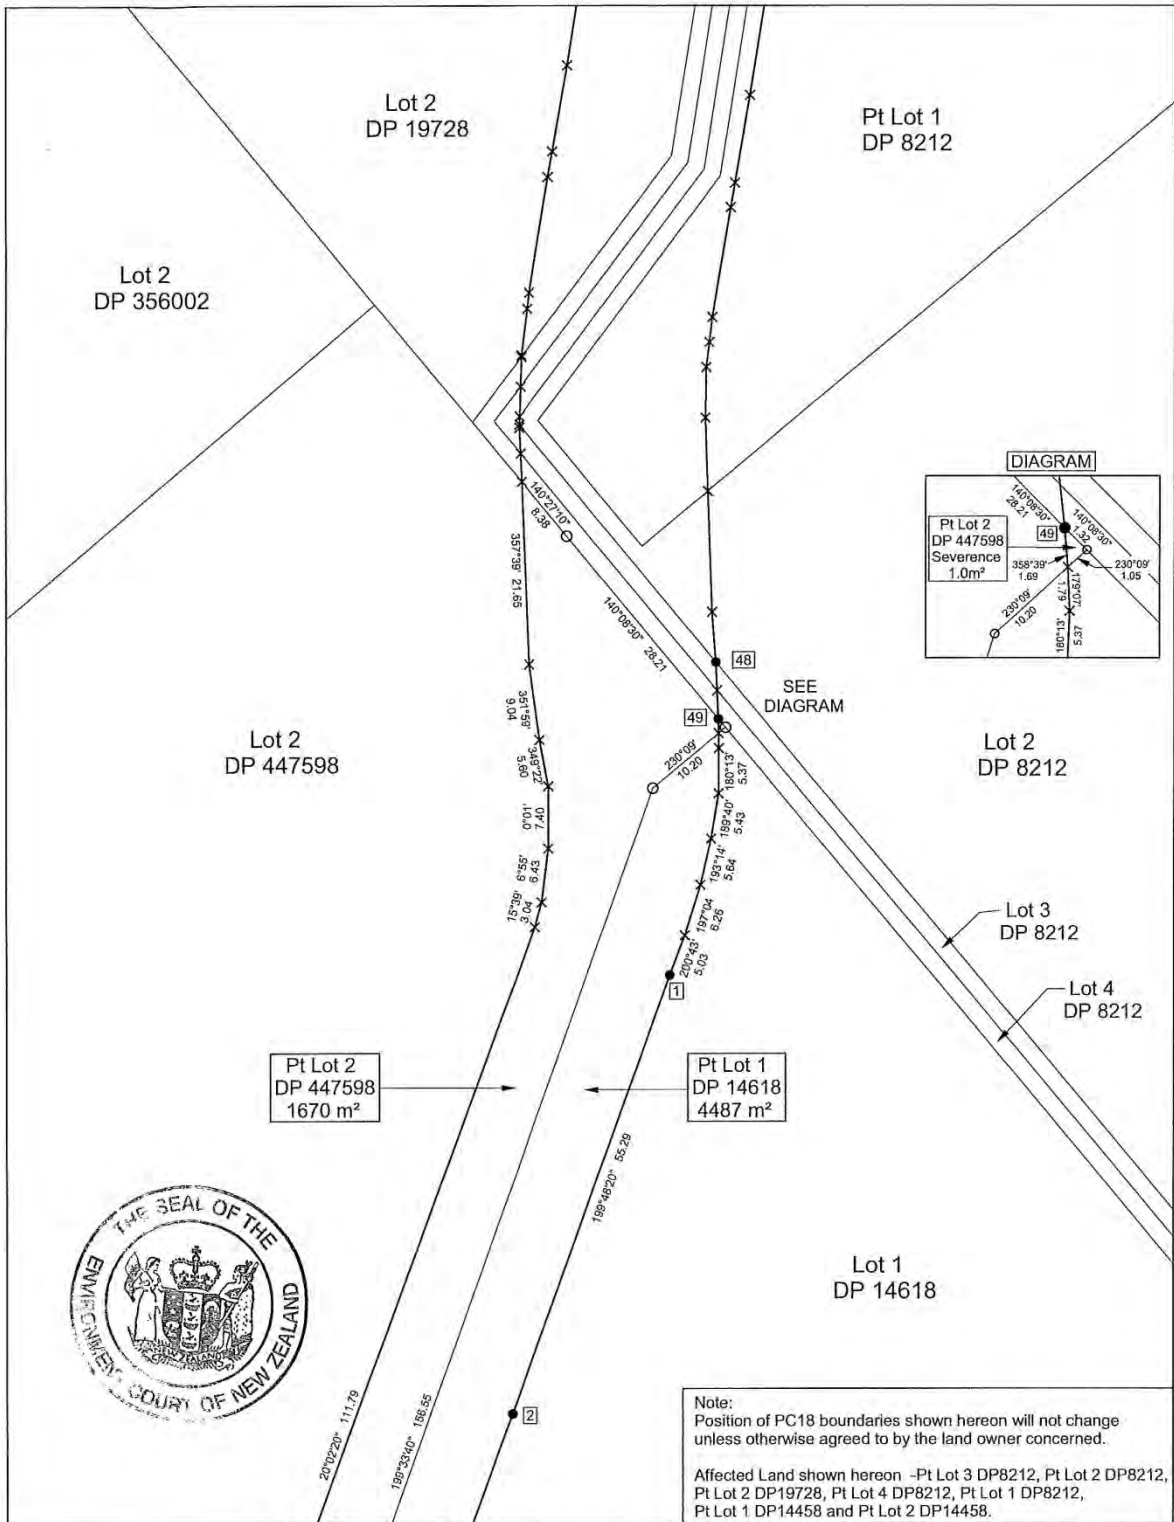 Lot 2
DP 19728
Pt Lot 1
DP 8212
Lot 2
DP 356002
DIAGRAM
140°08'30"
28.21
140°08'30"
1.32
49
Pt Lot 2
DP 447598
Severence
1.0m²
358°39'
1.69
230°09'
1.05
179°07'
1.79
230°09'
10.20
180°13'
5.37
140°27'10"
8.38
357°39' 21.65
140°08'30" 28.21
48
SEE
DIAGRAM
49
Lot 2
DP 447598
Lot 2
DP 8212
351°59'
9.04
349°22'
5.60
0°01'
7.40
6°55'
6.43
15°39'
3.04
230°09'
10.20
180°13'
5.37
189°40'
5.43
193°14'
5.64
197°04
6.26
200°43'
5.03
1
Lot 3
DP 8212
Lot 4
DP 8212
Pt Lot 2
DP 447598
1670 m²
Pt Lot 1
DP 14618
4487 m²
199°48'20" 55.29
Lot 1
DP 14618
THE SEAL OF THE
ENVIRONMENT COURT OF NEW ZEALAND
NEW ZEALAND
20°02'20" 111.79
199°33'40" 156.55
2
Note:
Position of PC18 boundaries shown hereon will not change
unless otherwise agreed to by the land owner concerned.
Affected Land shown hereon -Pt Lot 3 DP8212, Pt Lot 2 DP8212,
Pt Lot 2 DP19728, Pt Lot 4 DP8212, Pt Lot 1 DP8212,
Pt Lot 1 DP14458 and Pt Lot 2 DP14458.